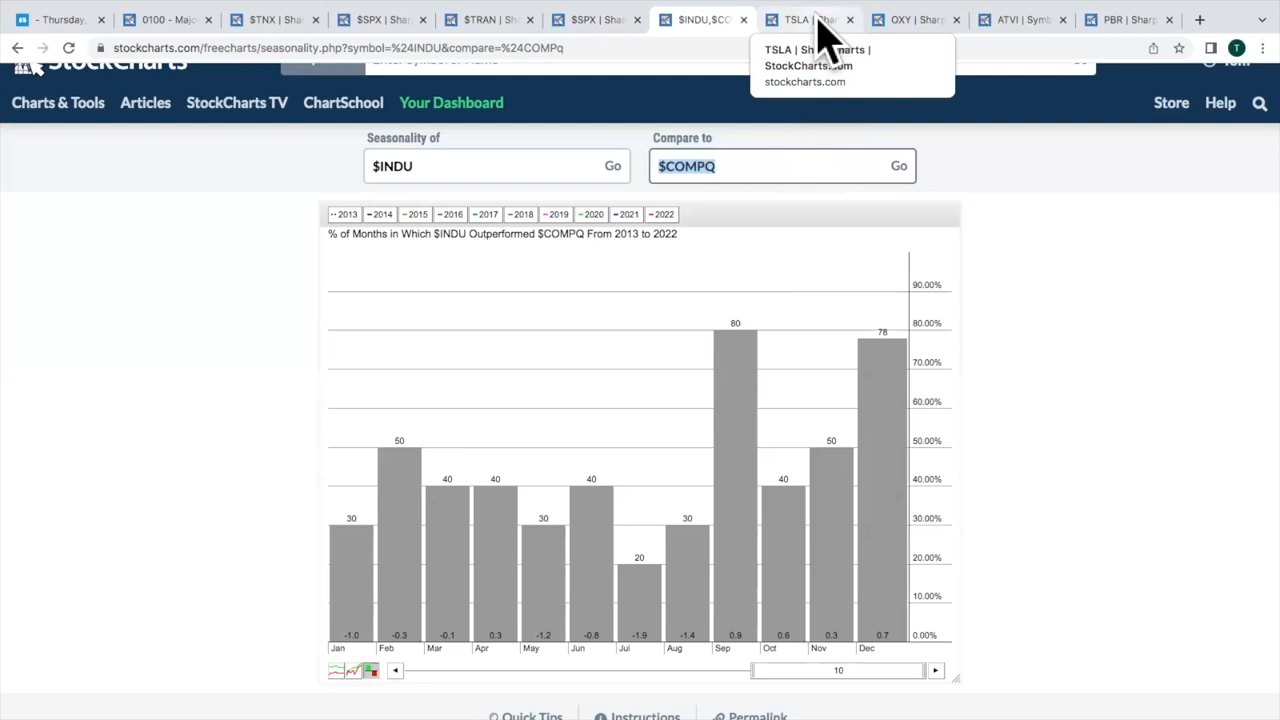 - Thursday,
0100 - Majo
$TNX | Sha
$SPX | Shar
$TRAN | Sh
$SPX | Shar
$INDU,$CO
TSLA | Shar
OXY | Sharp
ATVI | Symb
PBR | Sharp
stockcharts.com/freecharts/seasonality.php?symbol=%24INDU&compare=%24COMPq
T
TSLA |
StockCharts.com
stockcharts.com
StockCharts
Charts & Tools Articles StockCharts TV ChartSchool Your Dashboard Store Help
Seasonality of Compare to
$INDU Go $COMPQ Go
2013 2014 2015 2016 2017 2018 2019 2020 2021 2022
% of Months in Which $INDU Outperformed $COMPQ From 2013 to 2022
90.00%
80 80.00%
78
70.00%
60.00%
50 50 50.00%
40 40 40 40 40.00%
30 30 30 30.00%
20 20.00%
10.00%
-1.0 -0.3 -0.1 0.3 -1.2 -0.8 -1.9 -1.4 0.9 0.6 0.3 0.7 0.00%
Jan Feb Mar Apr May Jun Jul Aug Sep Oct Nov Dec
10
Quick Tips Instructions Permalink